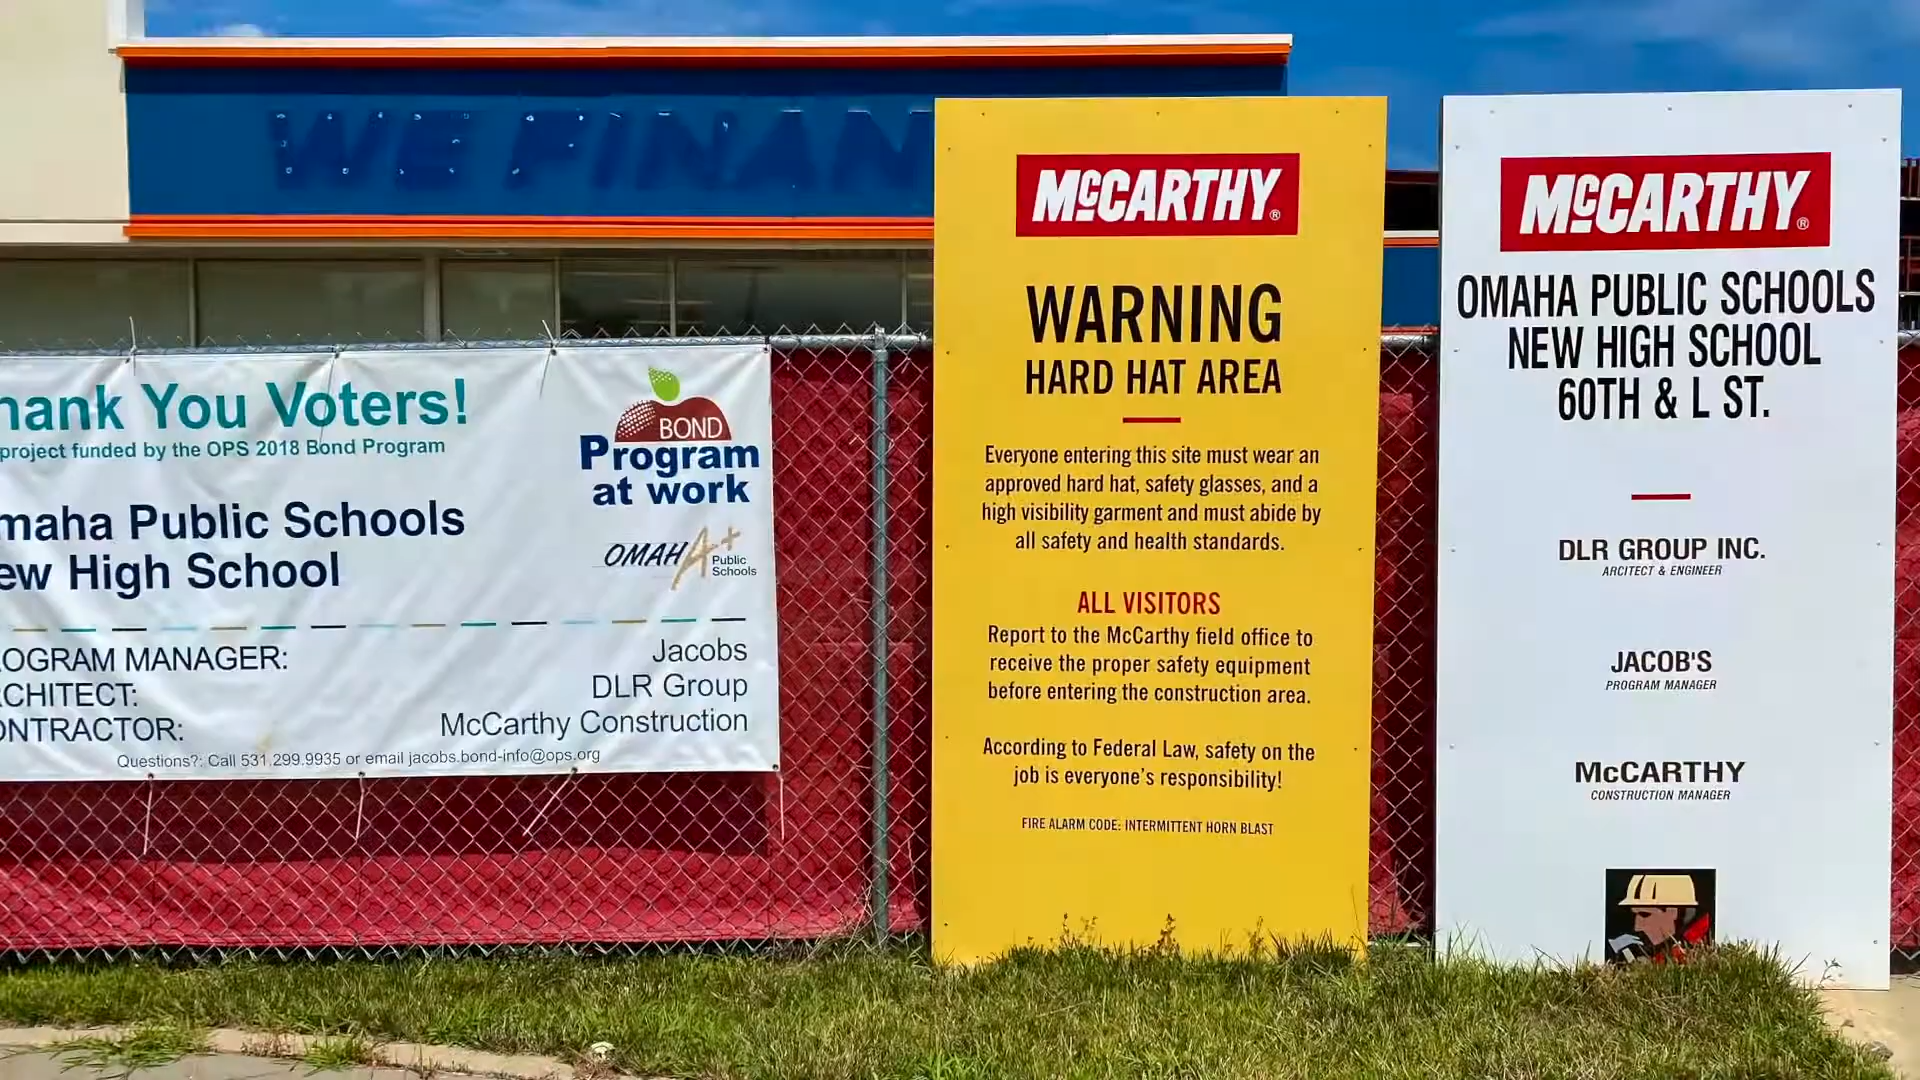 WE FINAN
hank You Voters!
project funded by the OPS 2018 Bond Program
maha Public Schools
ew High School
OGRAM MANAGER:
CHITECT:
ONTRACTOR:
Jacobs
DLR Group
McCarthy Construction
Questions?: Call 531.299.9935 or email jacobs.bond-info@ops.org
BOND
Program
at work
OMAHA+
Public
Schools
McCARTHY®
WARNING
HARD HAT AREA
Everyone entering this site must wear an
approved hard hat, safety glasses, and a
high visibility garment and must abide by
all safety and health standards.
ALL VISITORS
Report to the McCarthy field office to
receive the proper safety equipment
before entering the construction area.
According to Federal Law, safety on the
job is everyone's responsibility!
FIRE ALARM CODE: INTERMITTENT HORN BLAST
McCARTHY®
OMAHA PUBLIC SCHOOLS
NEW HIGH SCHOOL
60TH & L ST.
DLR GROUP INC.
ARCITECT & ENGINEER
JACOB'S
PROGRAM MANAGER
McCARTHY
CONSTRUCTION MANAGER